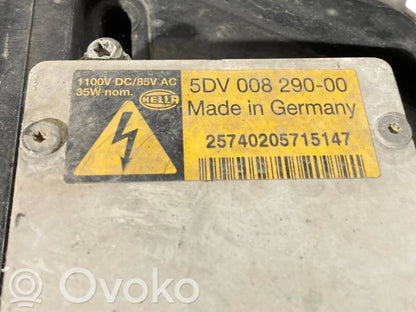 1100V DC/85V AC
35W nom.
HELLA
5DV 008 290-00
Made in Germany
25740205715147
OVOKO